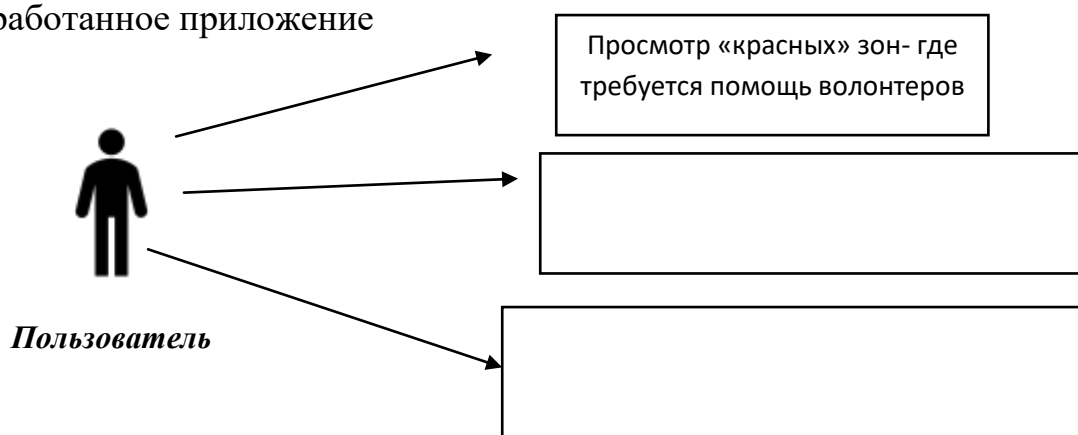 работанное приложение
Просмотр «красных» зон- где
требуется помощь волонтеров
Пользователь